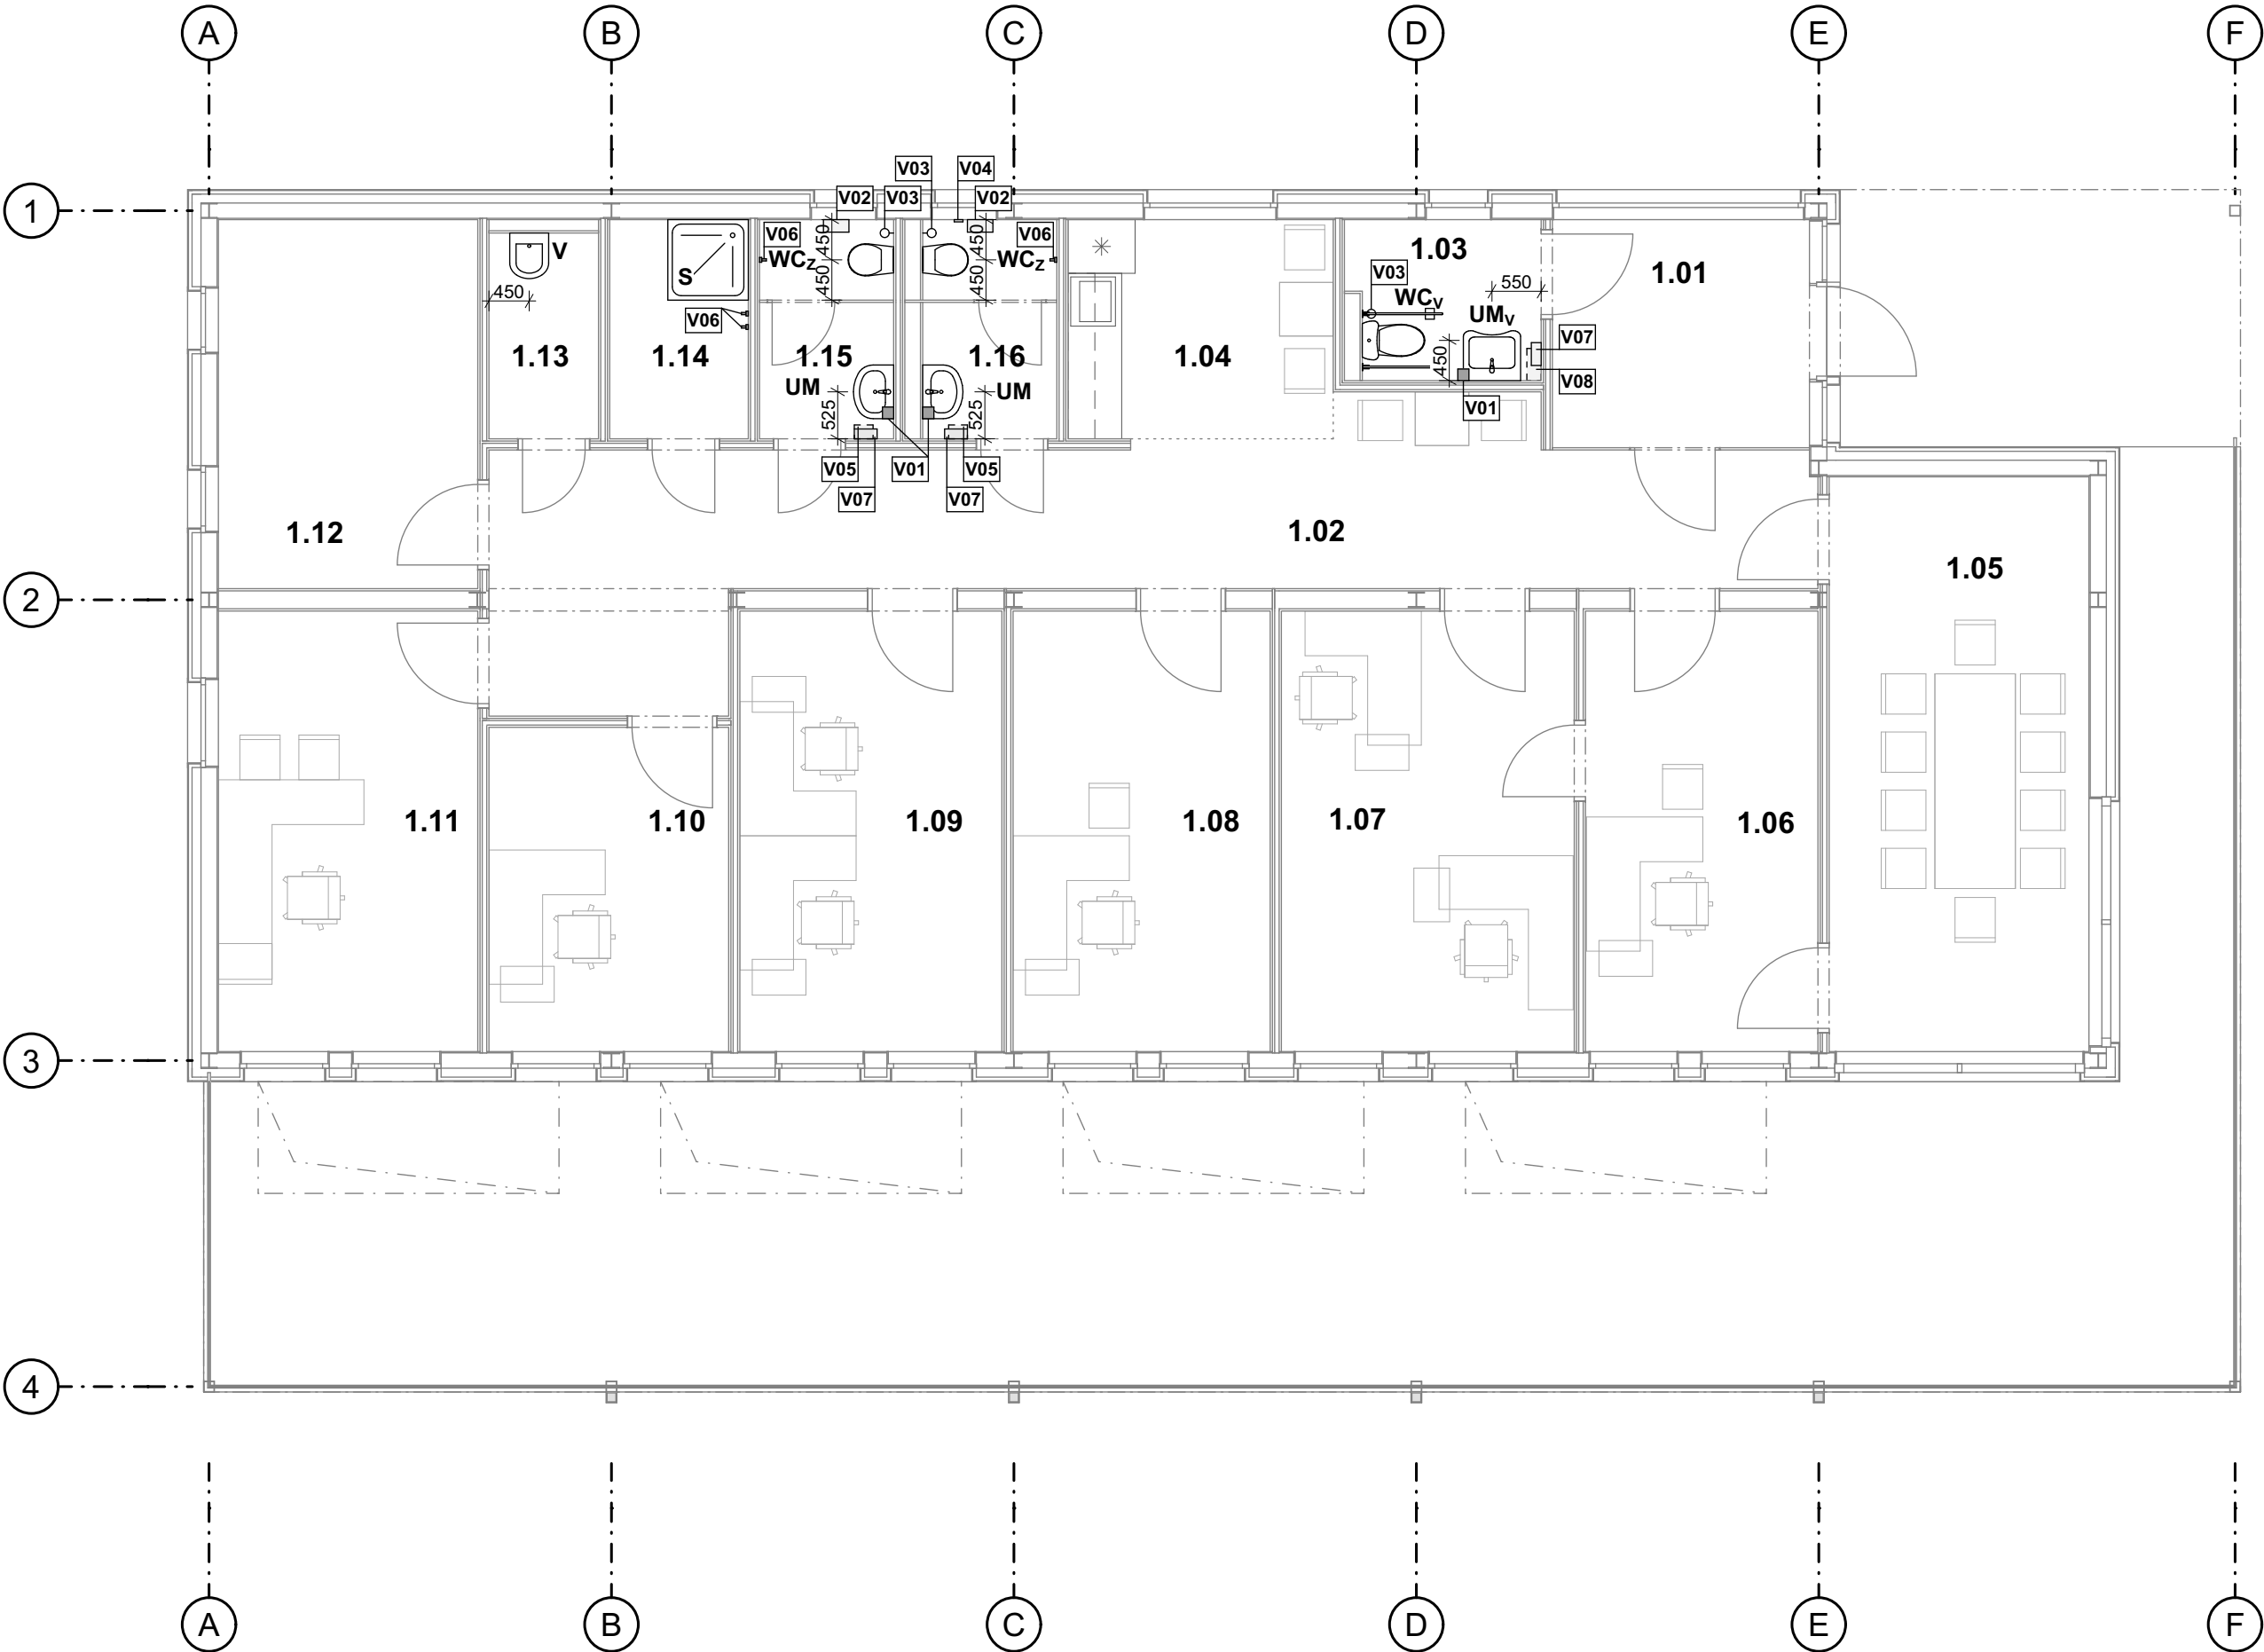 A B C D E F
V03 V04
1
V02 V03 V02
V06 450 450 V06
WCZ WCZ
450 450
1.03
1.01
V03
V
S
450
550
WCV
UMV
V06
V07
1.13 1.14 1.15 1.16 1.04
450
V08
UM UM
V01
525 525
V05 V01 V05
V07 V07
1.12
1.02
1.05
2
1.11 1.10 1.09 1.08 1.07 1.06
3
4
A B C D E F